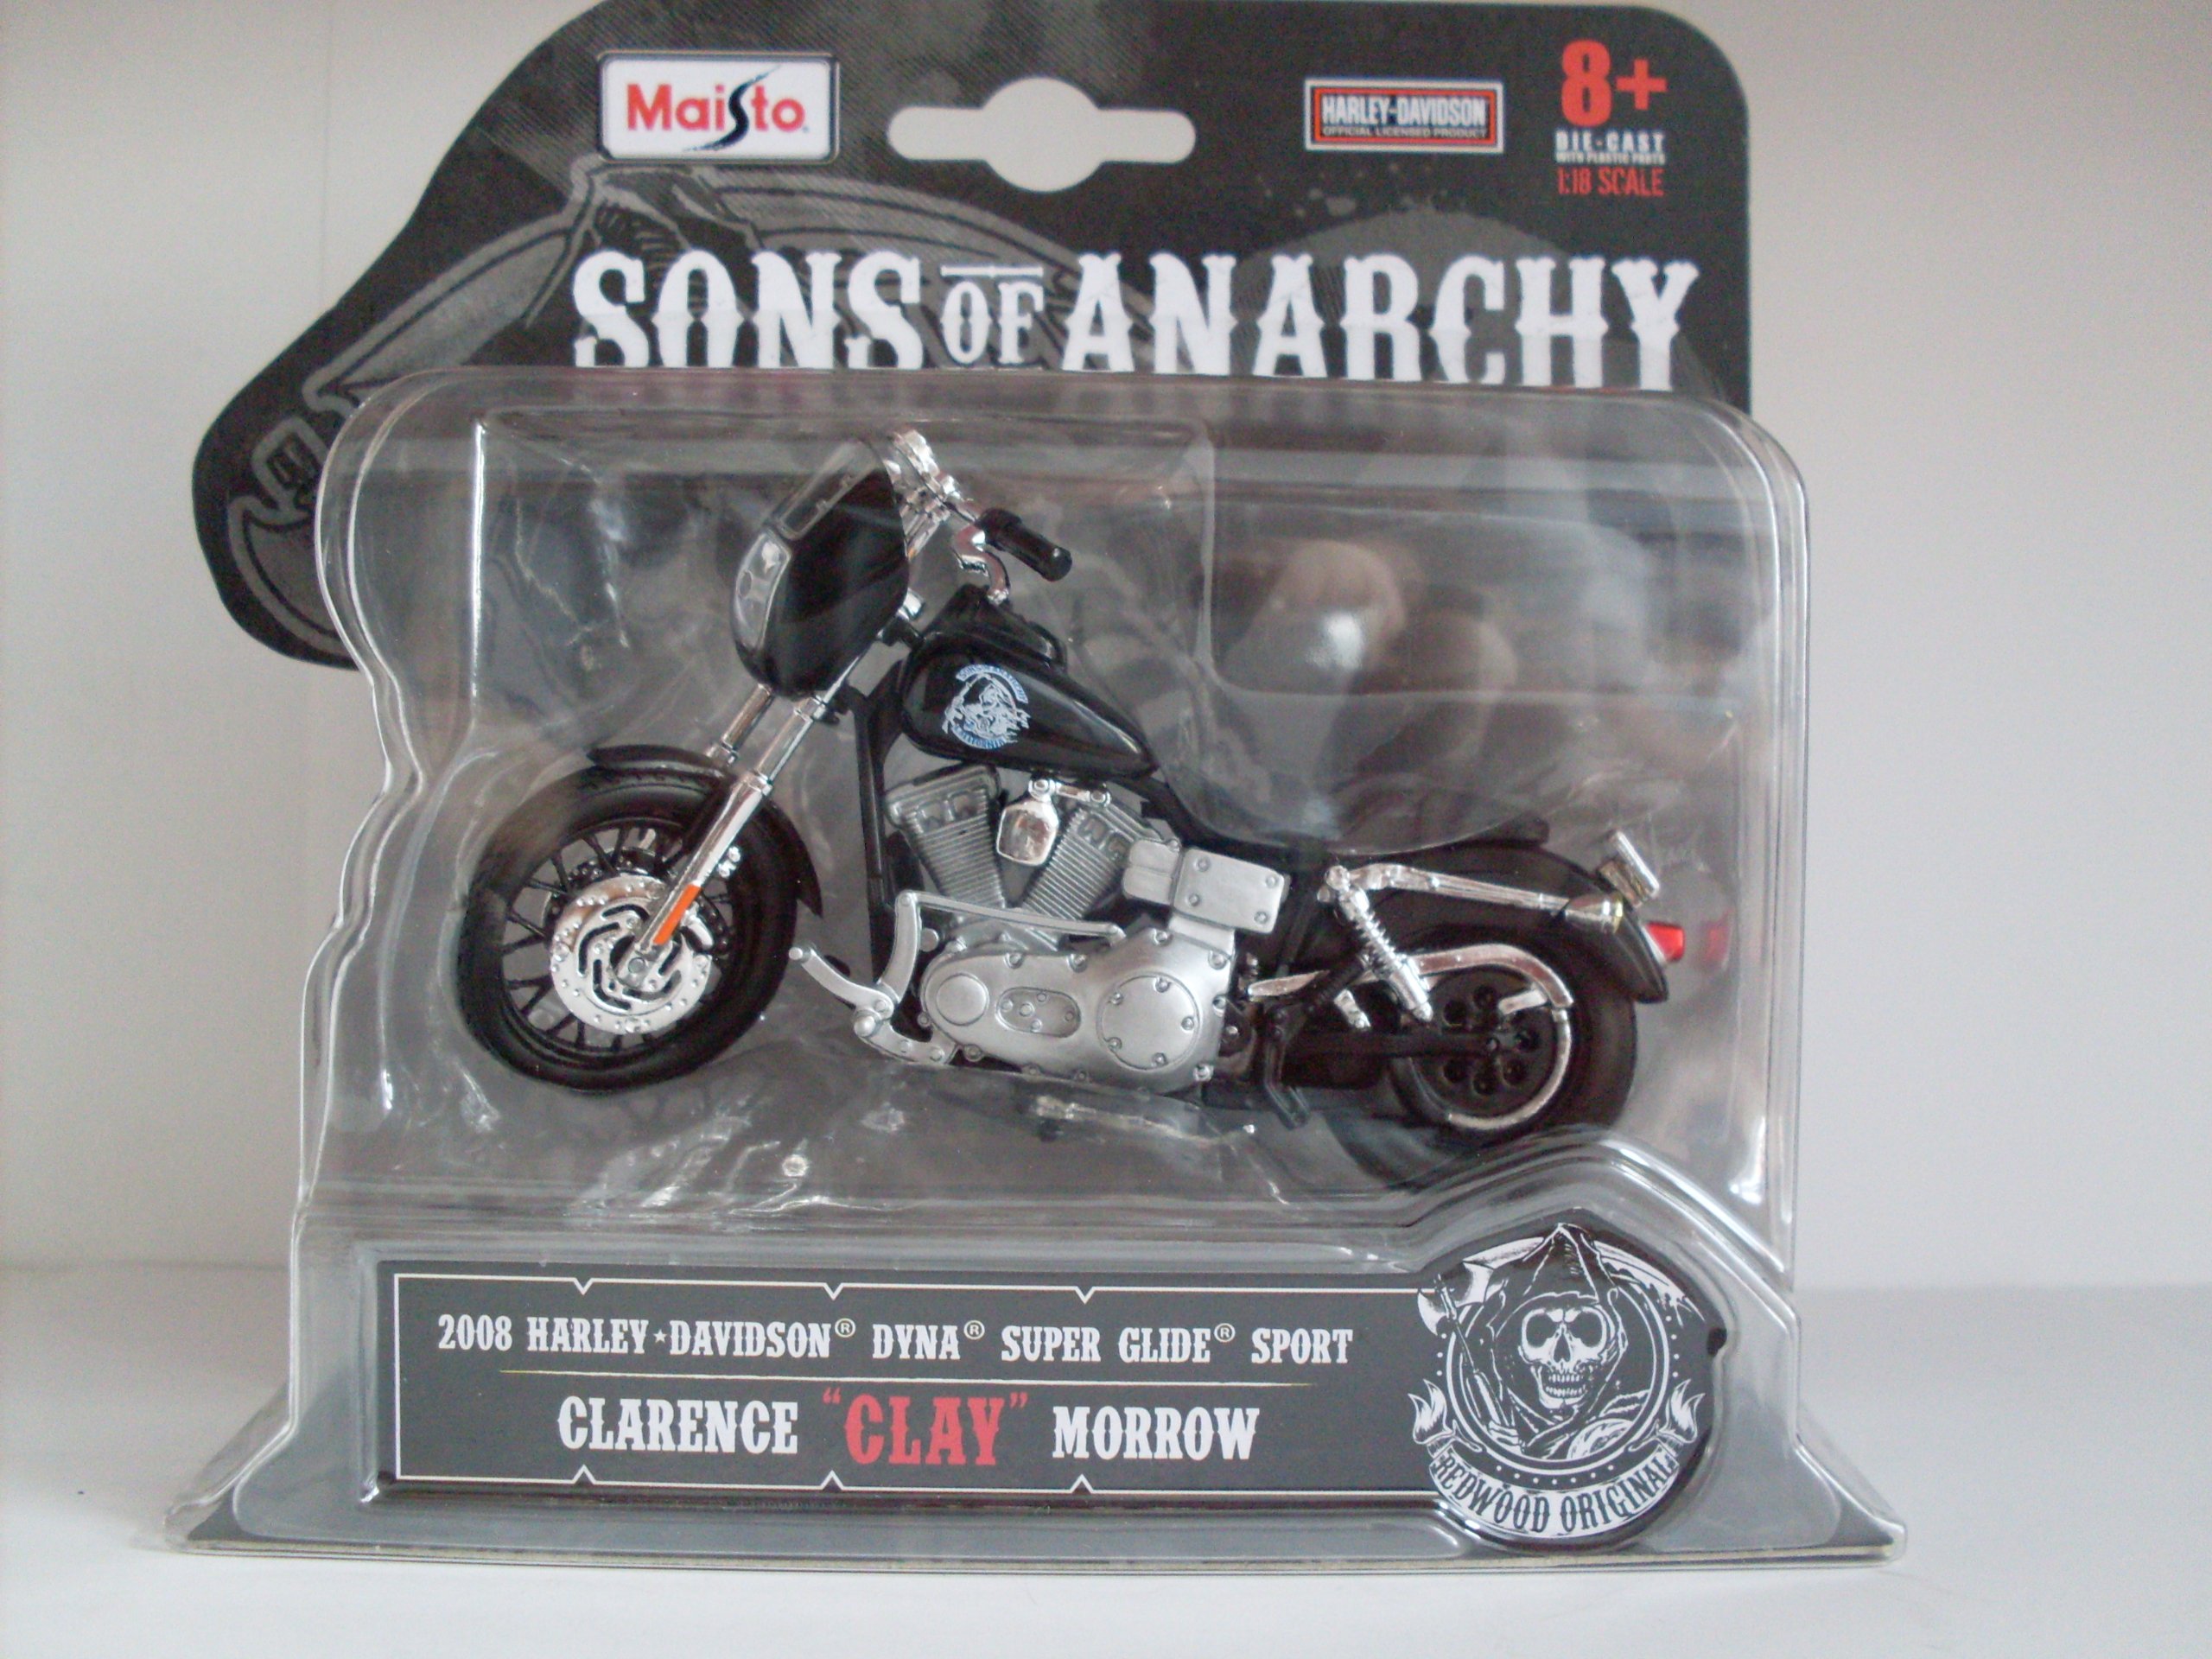 Maisto
HARLEY-DAVIDSON
OFFICIAL LICENSED PRODUCT
8+
DIE-CAST
WITH PLASTIC PARTS
1:18 SCALE
SONS OF ANARCHY
2008 HARLEY★DAVIDSON® DYNA® SUPER GLIDE® SPORT
CLARENCE "CLAY" MORROW
REDWOOD ORIGINAL